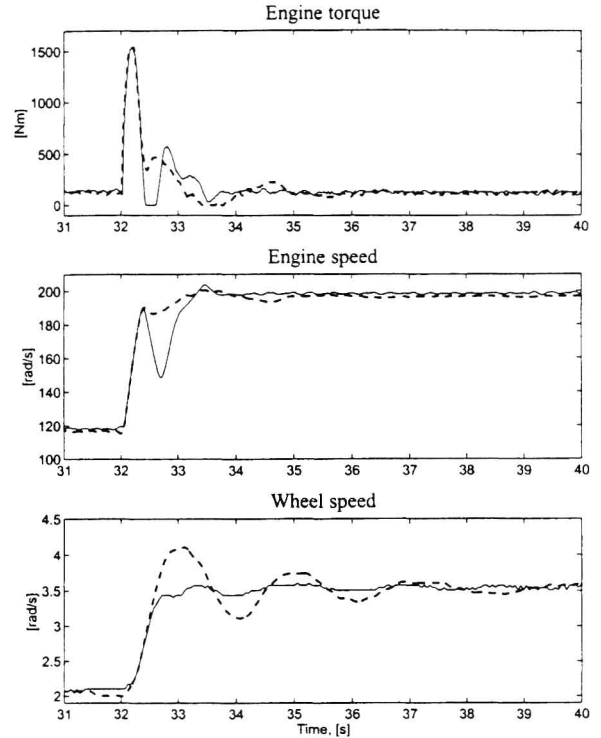 Engine torque
1500
1000
500
0
[Nm]
31 32 33 34 35 36 37 38 39 40
Engine speed
200
180
160
140
120
100
[rad/s]
31 32 33 34 35 36 37 38 39 40
Wheel speed
4.5
4
3.5
3
2.5
2
[rad/s]
31 32 33 34 35 36 37 38 39 40
Time, [s]